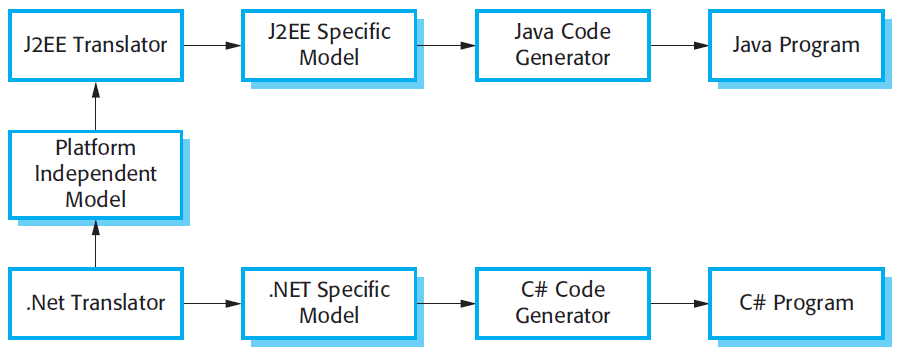 J2EE Translator
J2EE Specific
Model
Java Code
Generator
Java Program
Platform
Independent
Model
.Net Translator
.NET Specific
Model
C# Code
Generator
C# Program